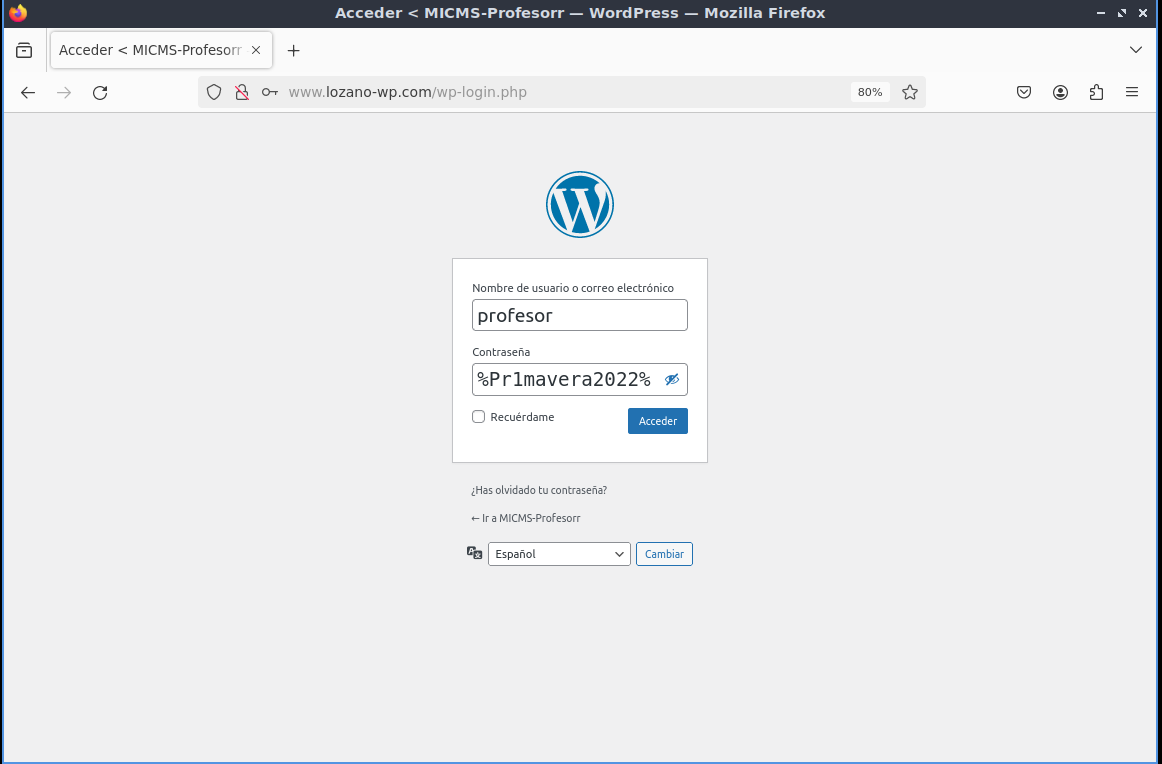 Acceder < MICMS-Profesorr — WordPress — Mozilla Firefox
Acceder < MICMS-Profesorr
www.lozano-wp.com/wp-login.php
80%
Nombre de usuario o correo electrónico
profesor
Contraseña
%Pr1mavera2022%
Recuérdame
Acceder
¿Has olvidado tu contraseña?
← Ir a MICMS-Profesorr
Español
Cambiar